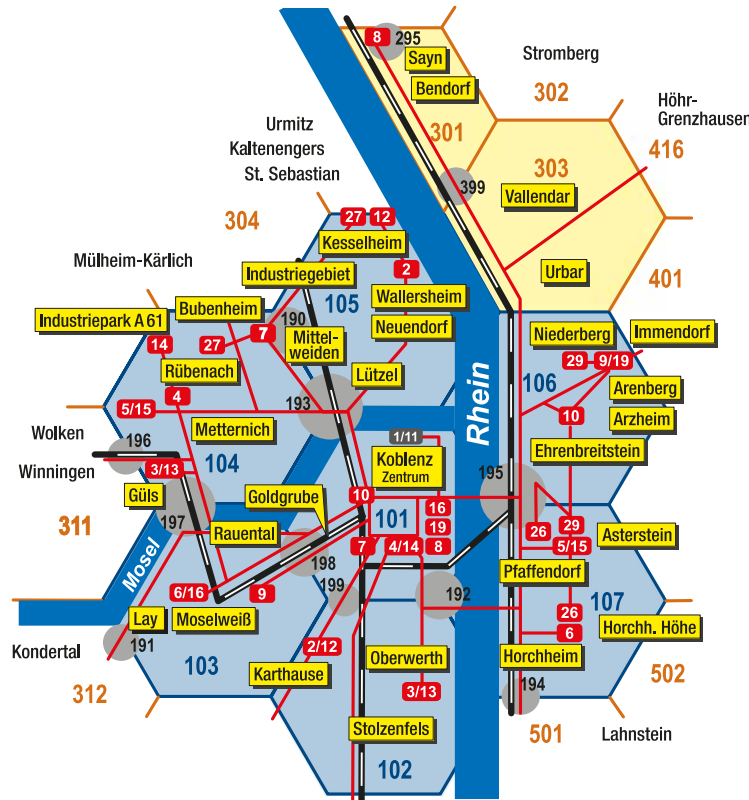 8
295
Sayn
Stromberg
Bendorf
302
Höhr-
Grenzhausen
301
416
Urmitz
Kaltenengers
St. Sebastian
303
399
Vallendar
304
27
12
Kesselheim
Mülheim-Kärlich
Industriegebiet
2
Urbar
401
105
Wallersheim
Bubenheim
Industriepark A 61
190
Neuendorf
Niederberg
Immendorf
14
27
7
Mittel-
weiden
29
9/19
Rübenach
Lützel
106
Arenberg
4
193
10
Arzheim
5/15
Metternich
Rhein
Wolken
196
1/11
Ehrenbreitstein
Winningen
3/13
104
Koblenz
Zentrum
195
Güls
Goldgrube
10
16
311
197
Rauental
101
19
26
29
Asterstein
7
4/14
8
5/15
Mosel
198
Pfaffendorf
6/16
9
199
192
107
Lay
Moselweiß
26
Horchh. Höhe
191
2/12
6
Kondertal
103
Oberwerth
Horchheim
502
312
Karthause
3/13
194
Stolzenfels
501
Lahnstein
102